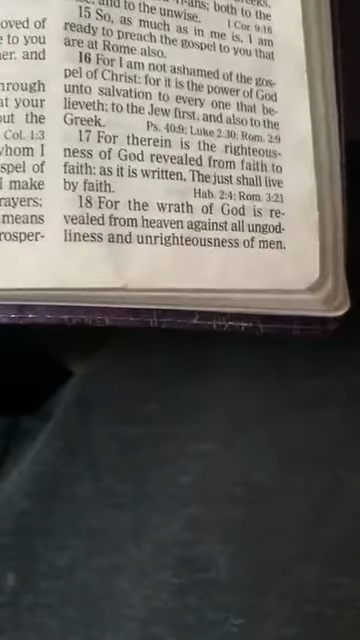 oved of
e to you
er, and
hrough
at your
out the
Col. 1:3
whom I
spel of
I make
rayers;
means
rosper-
and to the unwise.
1 Cor. 9:16
15 So, as much as in me is, I am
ready to preach the gospel to you that
are at Rome also.
16 For I am not ashamed of the gos-
pel of Christ: for it is the power of God
unto salvation to every one that be-
lieveth; to the Jew first, and also to the
Greek. Ps. 40:9; Luke 2:30; Rom. 2:9
17 For therein is the righteous-
ness of God revealed from faith to
faith: as it is written, The just shall live
by faith. Hab. 2:4; Rom. 3:21
18 For the wrath of God is re-
vealed from heaven against all ungod-
liness and unrighteousness of men,